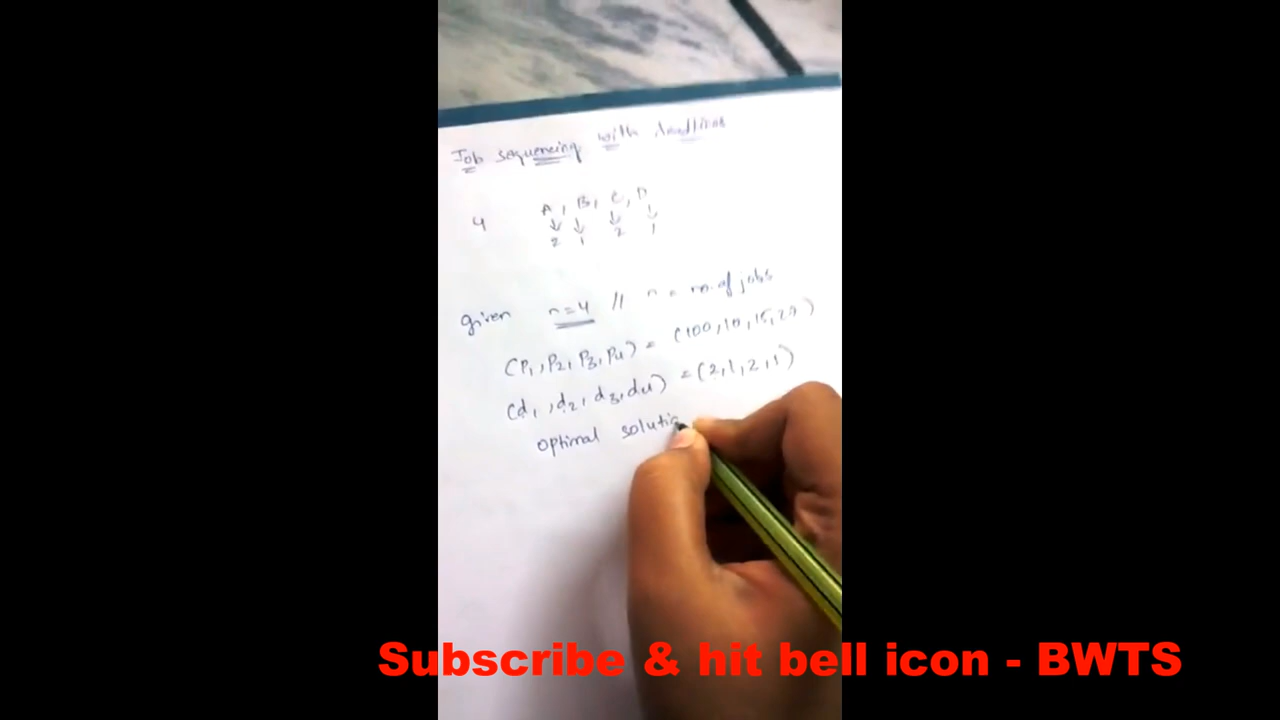 Job sequencing with deadlines
4 A, B, C, D
↓ ↓ ↓ ↓
2 1 2 1
given n=4 // n = no. of jobs
(P1, P2, P3, P4) = (100, 10, 15, 27)
(d1, d2, d3, d4) = (2, 1, 2, 1)
optimal solutio
Subscribe & hit bell icon - BWTS